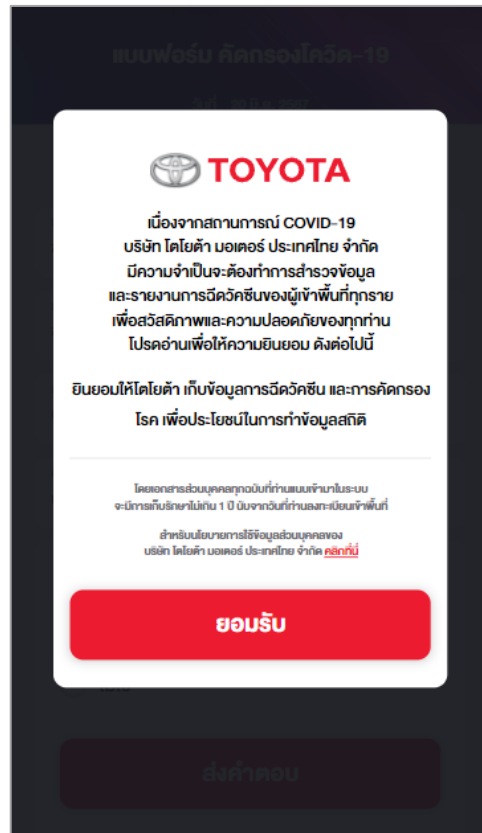 แบบฟอร์ม คัดกรองโควิด-19
TOYOTA
เนื่องจากสถานการณ์ COVID-19
บริษัท โตโยต้า มอเตอร์ ประเทศไทย จำกัด
มีความจำเป็นจะต้องทำการสำรวจข้อมูล
และรายงานการฉีดวัคซีนของผู้เข้าพื้นที่ทุกราย
เพื่อสวัสดิภาพและความปลอดภัยของทุกท่าน
โปรดอ่านเพื่อให้ความยินยอม ดังต่อไปนี้
ยินยอมให้โตโยต้า เก็บข้อมูลการฉีดวัคซีน และการคัดกรอง
โรค เพื่อประโยชน์ในการทำข้อมูลสถิติ
โดยเอกสารส่วนบุคคลทุกฉบับที่ท่านแนบเข้ามาในระบบ
จะมีการเก็บรักษาไม่เกิน 1 ปี นับจากวันที่ท่านลงทะเบียนเข้าพื้นที่
สำหรับนโยบายการใช้ข้อมูลส่วนบุคคลของ
บริษัท โตโยต้า มอเตอร์ ประเทศไทย จำกัด คลิกที่นี่
ยอมรับ
ส่งคำตอบ